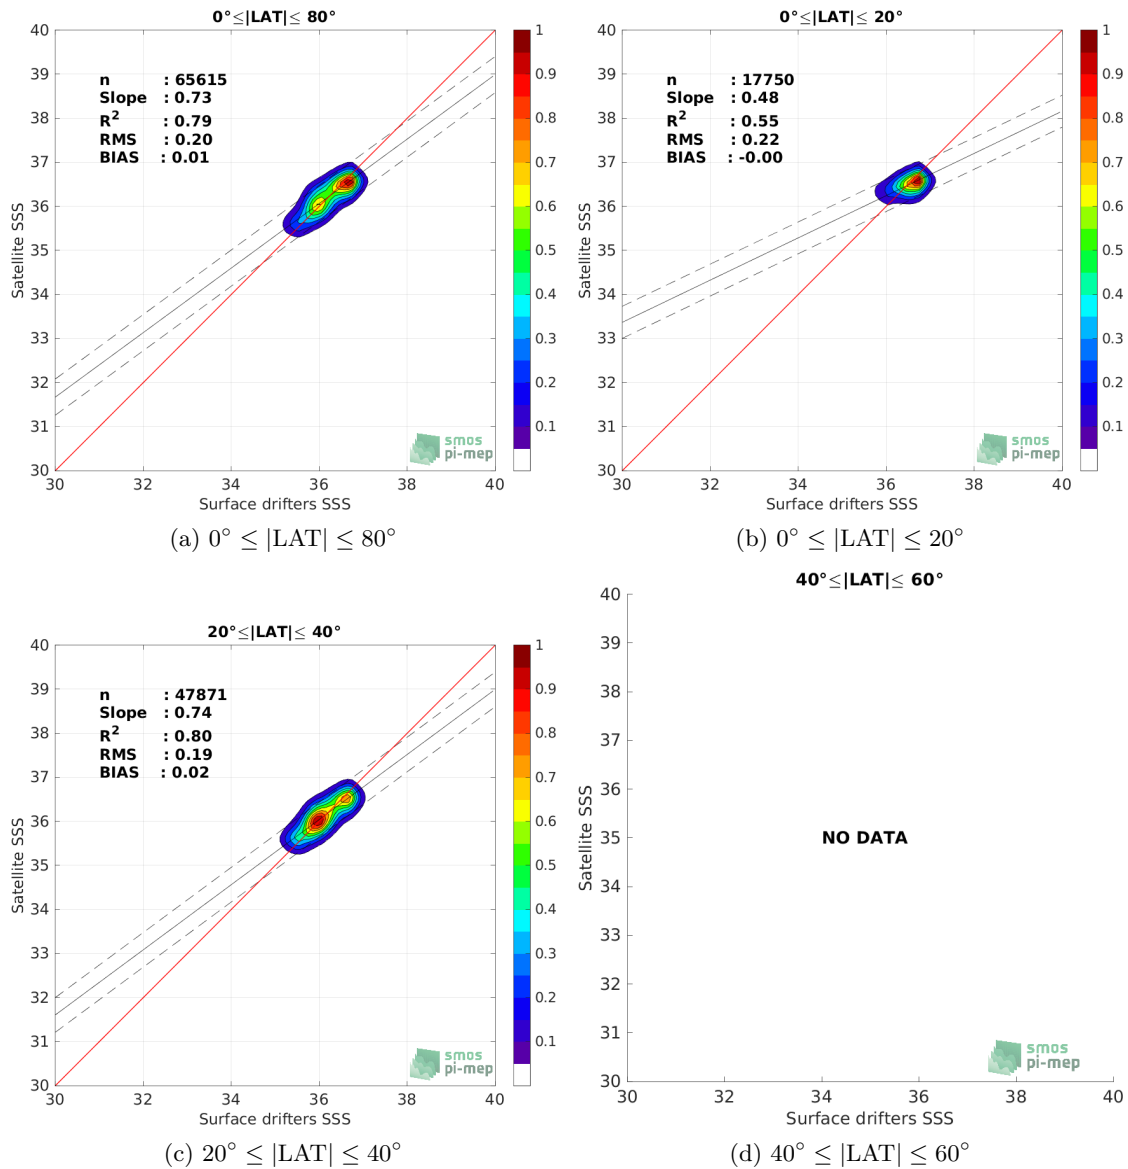 0°≤|LAT|≤ 80°
40
39
38
37
36
35
34
33
32
31
30
Satellite SSS
n : 65615
Slope : 0.73
R2 : 0.79
RMS : 0.20
BIAS : 0.01
smos
pi-mep
30 32 34 36 38 40
Surface drifters SSS
1
0.9
0.8
0.7
0.6
0.5
0.4
0.3
0.2
0.1
(a) 0° ≤ |LAT| ≤ 80°
0°≤|LAT|≤ 20°
40
39
38
37
36
35
34
33
32
31
30
Satellite SSS
n : 17750
Slope : 0.48
R2 : 0.55
RMS : 0.22
BIAS : -0.00
smos
pi-mep
30 32 34 36 38 40
Surface drifters SSS
1
0.9
0.8
0.7
0.6
0.5
0.4
0.3
0.2
0.1
(b) 0° ≤ |LAT| ≤ 20°
20°≤|LAT|≤ 40°
40
39
38
37
36
35
34
33
32
31
30
Satellite SSS
n : 47871
Slope : 0.74
R2 : 0.80
RMS : 0.19
BIAS : 0.02
smos
pi-mep
30 32 34 36 38 40
Surface drifters SSS
1
0.9
0.8
0.7
0.6
0.5
0.4
0.3
0.2
0.1
(c) 20° ≤ |LAT| ≤ 40°
40°≤|LAT|≤ 60°
40
39
38
37
36
35
34
33
32
31
30
Satellite SSS
NO DATA
smos
pi-mep
30 32 34 36 38 40
Surface drifters SSS
(d) 40° ≤ |LAT| ≤ 60°